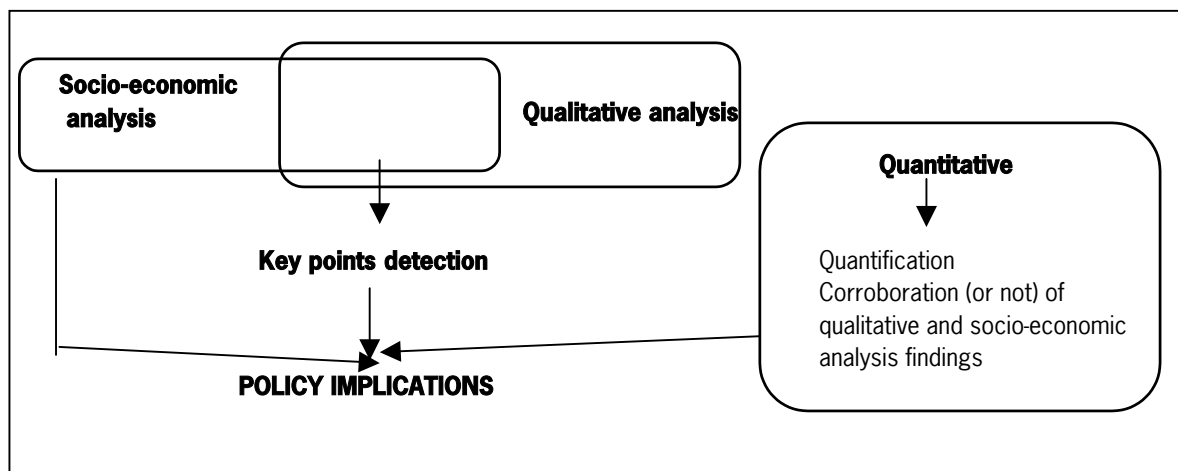 Socio-economic
analysis
Qualitative analysis
Quantitative
Key points detection
Quantification
Corroboration (or not) of
qualitative and socio-economic
analysis findings
POLICY IMPLICATIONS